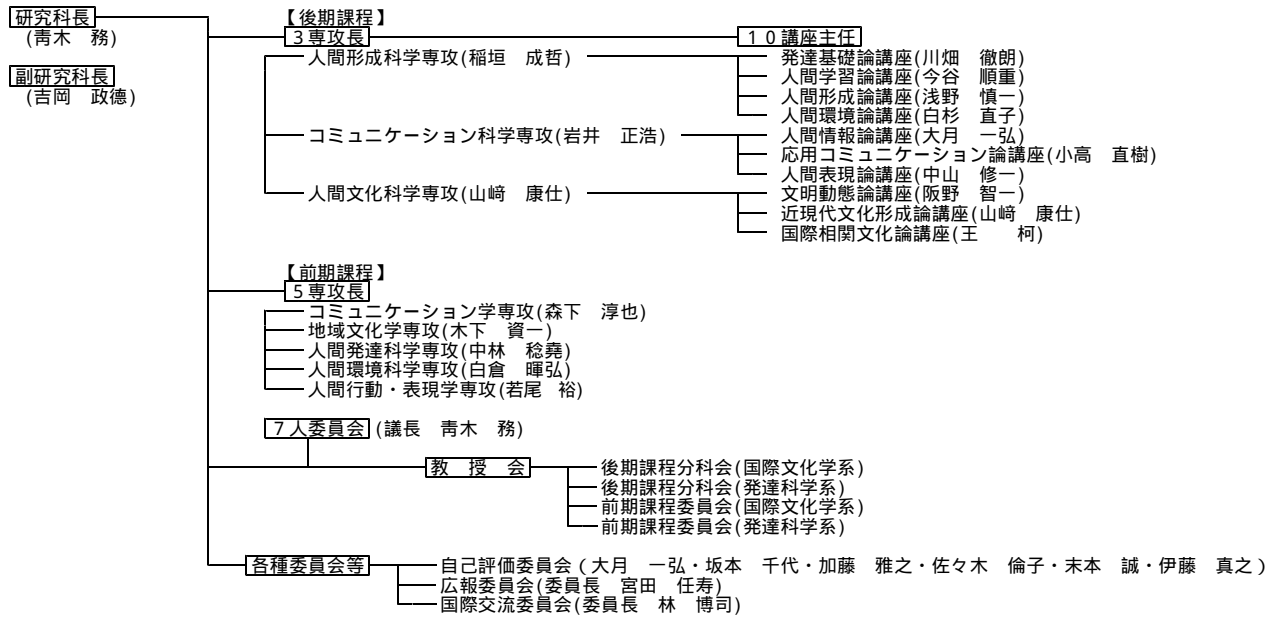 研究科長
(靑木　務)
副研究科長
(吉岡　政徳)
【後期課程】
３専攻長
１０講座主任
人間形成科学専攻(稲垣　成哲)
発達基礎論講座(川畑　徹朗)
人間学習論講座(今谷　順重)
人間形成論講座(浅野　慎一)
人間環境論講座(白杉　直子)
コミュニケーション科学専攻(岩井　正浩)
人間情報論講座(大月　一弘)
応用コミュニケーション論講座(小高　直樹)
人間表現論講座(中山　修一)
人間文化科学専攻(山﨑　康仕)
文明動態論講座(阪野　智一)
近現代文化形成論講座(山﨑　康仕)
国際相関文化論講座(王　　柯)
【前期課程】
５専攻長
コミュニケーション学専攻(森下　淳也)
地域文化学専攻(木下　資一)
人間発達科学専攻(中林　稔堯)
人間環境科学専攻(白倉　暉弘)
人間行動・表現学専攻(若尾　裕)
７人委員会 (議長　靑木　務)
教　授　会
後期課程分科会(国際文化学系)
後期課程分科会(発達科学系)
前期課程委員会(国際文化学系)
前期課程委員会(発達科学系)
各種委員会等
自己評価委員会（大月　一弘・坂本　千代・加藤　雅之・佐々木　倫子・末本　誠・伊藤　真之）
広報委員会(委員長　宮田　任寿)
国際交流委員会(委員長　林　博司)